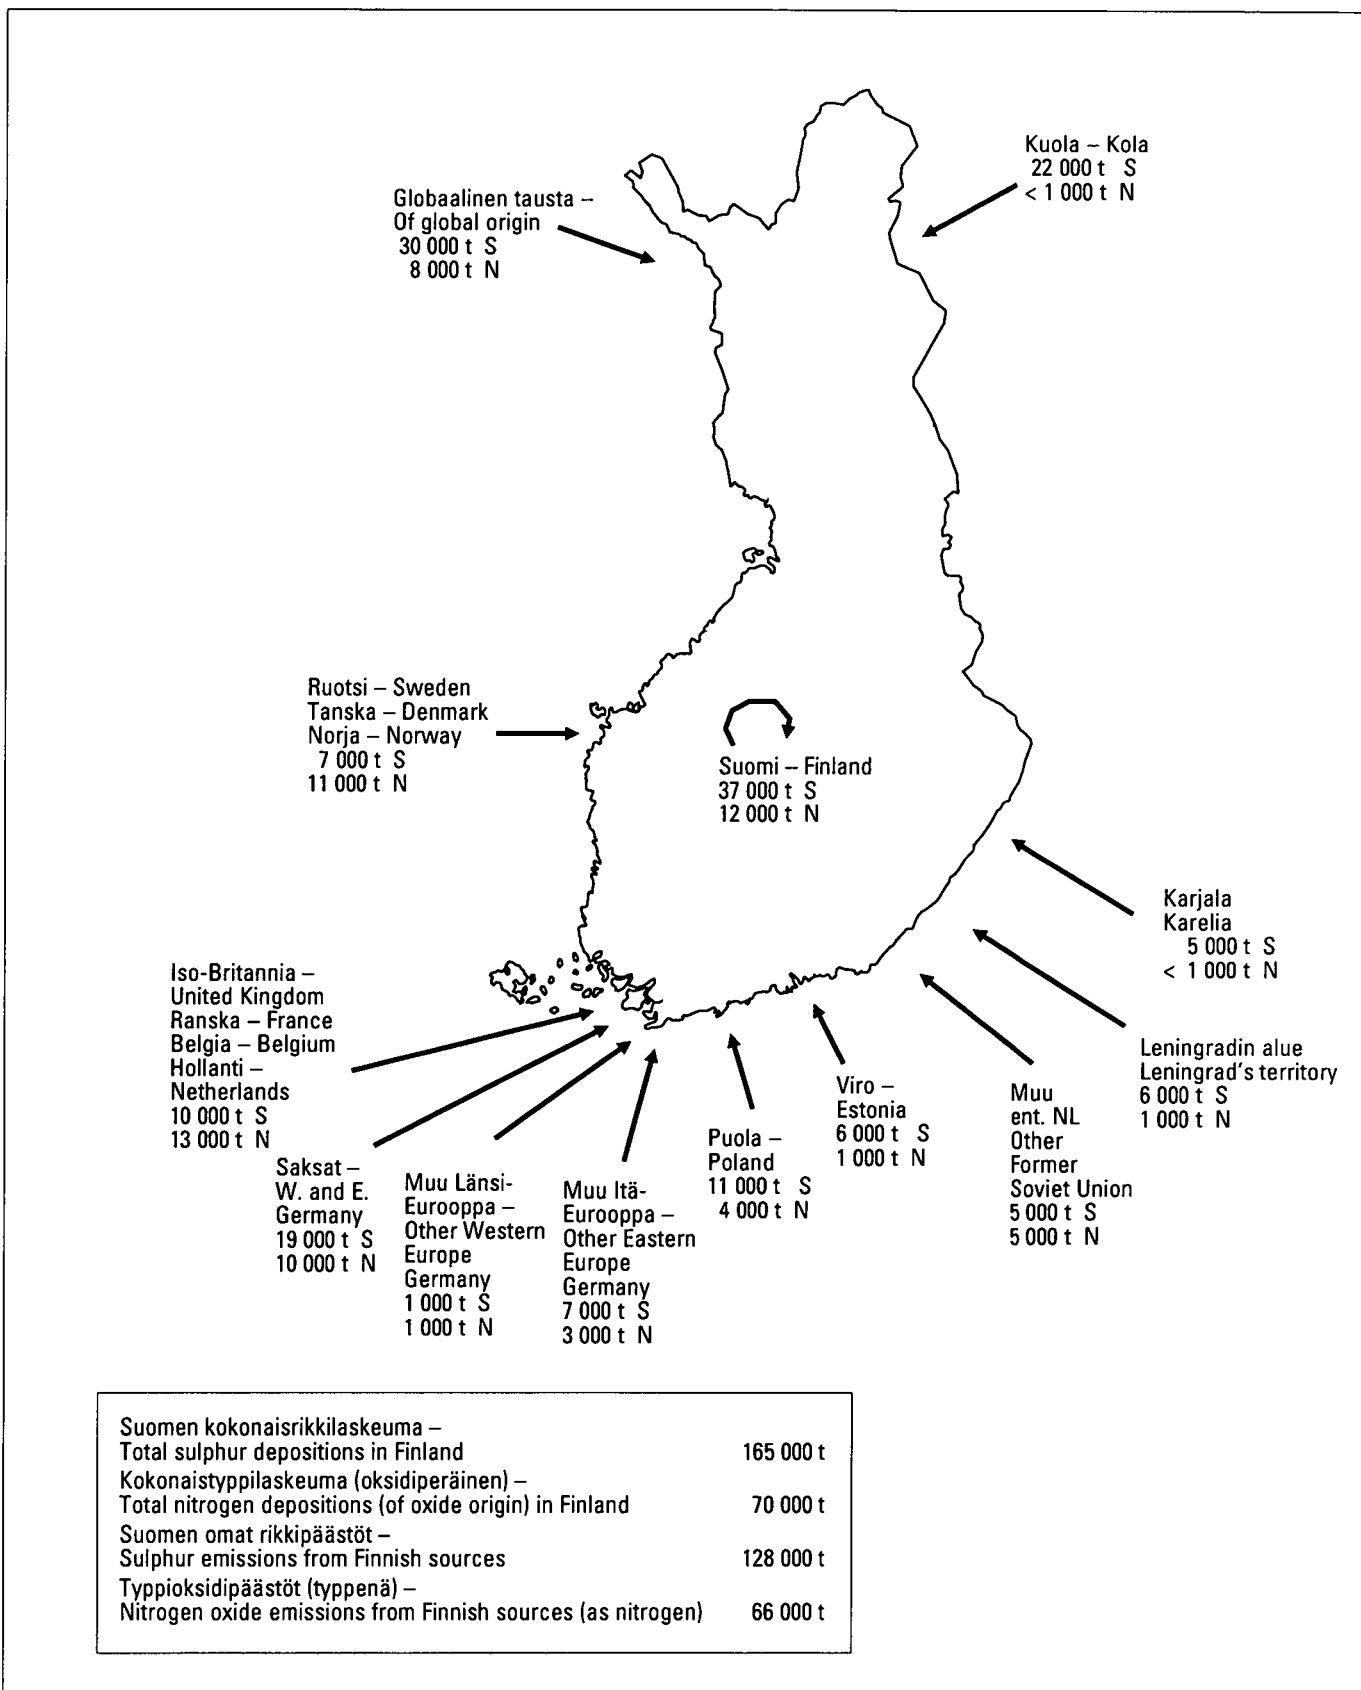 Kuola – Kola
22 000 t S
< 1 000 t N
Globaalinen tausta –
Of global origin
30 000 t S
8 000 t N
Ruotsi – Sweden
Tanska – Denmark
Norja – Norway
7 000 t S
11 000 t N
Suomi – Finland
37 000 t S
12 000 t N
Karjala
Karelia
5 000 t S
< 1 000 t N
Iso-Britannia –
United Kingdom
Ranska – France
Belgia – Belgium
Hollanti –
Netherlands
10 000 t S
13 000 t N
Saksat –
W. and E.
Germany
19 000 t S
10 000 t N
Muu Länsi-
Eurooppa –
Other Western
Europe
Germany
1 000 t S
1 000 t N
Muu Itä-
Eurooppa –
Other Eastern
Europe
Germany
7 000 t S
3 000 t N
Puola –
Poland
11 000 t S
4 000 t N
Viro –
Estonia
6 000 t S
1 000 t N
Muu
ent. NL
Other
Former
Soviet Union
5 000 t S
5 000 t N
Leningradin alue
Leningrad's territory
6 000 t S
1 000 t N
Suomen kokonaisrikkilaskeuma –
Total sulphur depositions in Finland 165 000 t
Kokonaistyppilaskeuma (oksidiperäinen) –
Total nitrogen depositions (of oxide origin) in Finland 70 000 t
Suomen omat rikkipäästöt –
Sulphur emissions from Finnish sources 128 000 t
Typpioksidipäästöt (typpenä) –
Nitrogen oxide emissions from Finnish sources (as nitrogen) 66 000 t